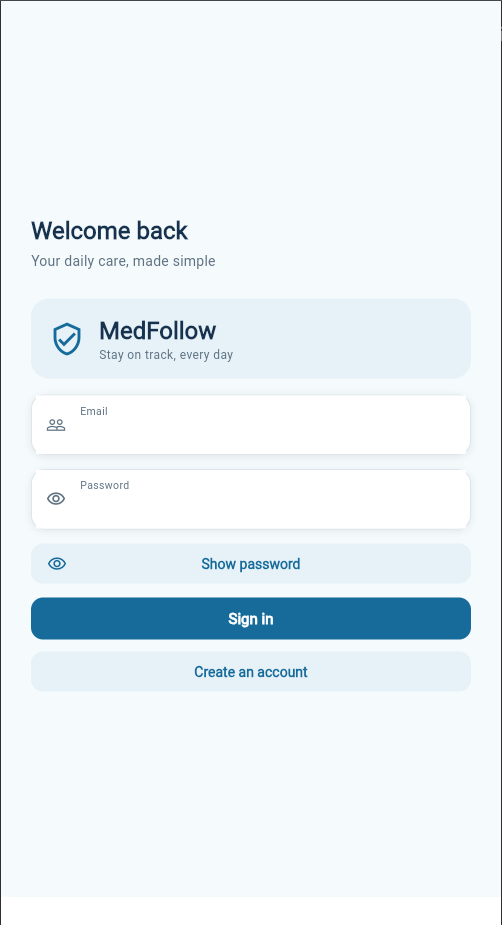 Welcome back
Your daily care, made simple
MedFollow
Stay on track, every day
Email
Password
Show password
Sign in
Create an account